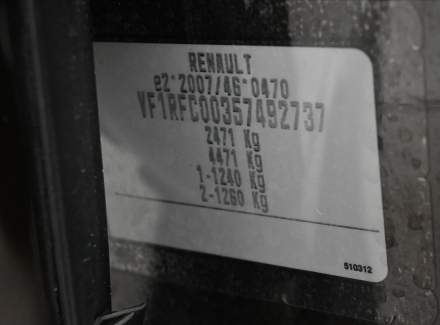 RENAULT
e2*2007/46*0470
VF1RFC00357492737
2471 Kg
4471 Kg
1-1240 Kg
2-1260 Kg
510312